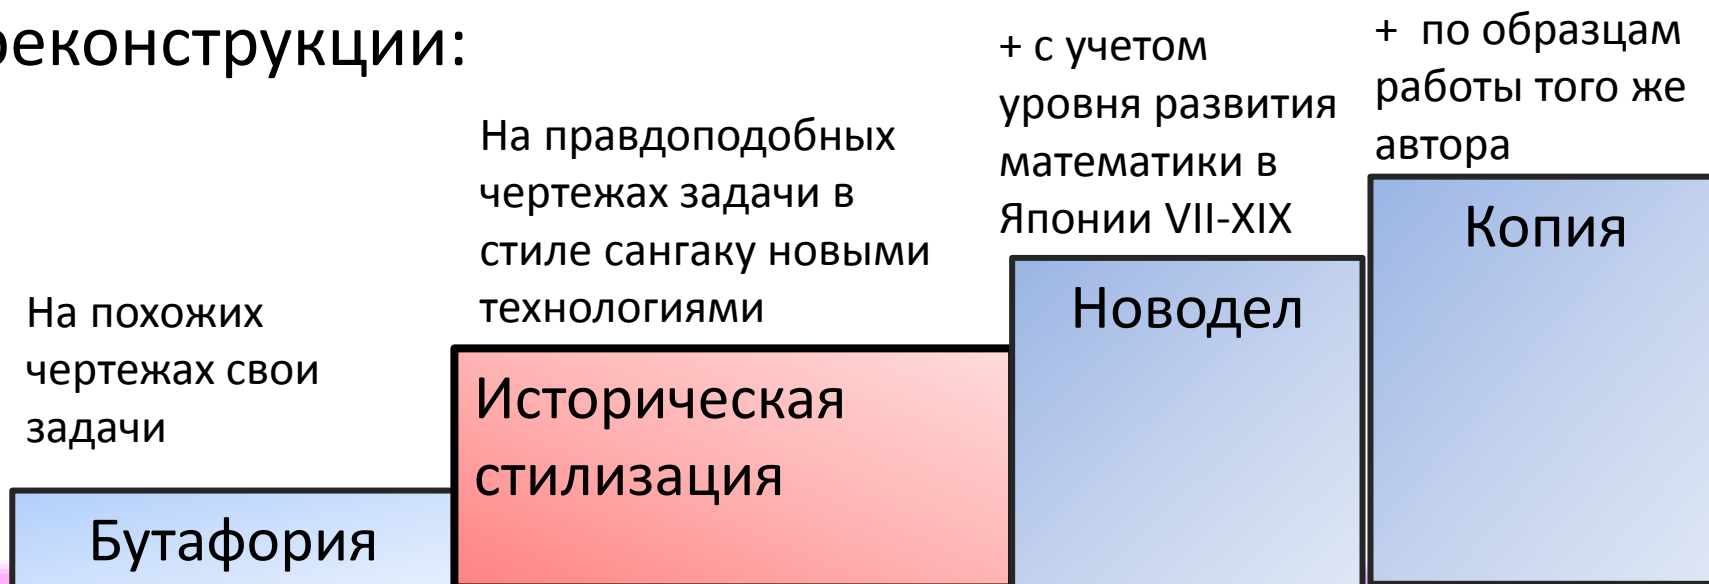 реконструкции:
На похожих
чертежах свои
задачи
Бутафория
На правдоподобных
чертежах задачи в
стиле сангаку новыми
технологиями
Историческая
стилизация
+ с учетом
уровня развития
математики в
Японии VII-XIX
Новодел
+ по образцам
работы того же
автора
Копия